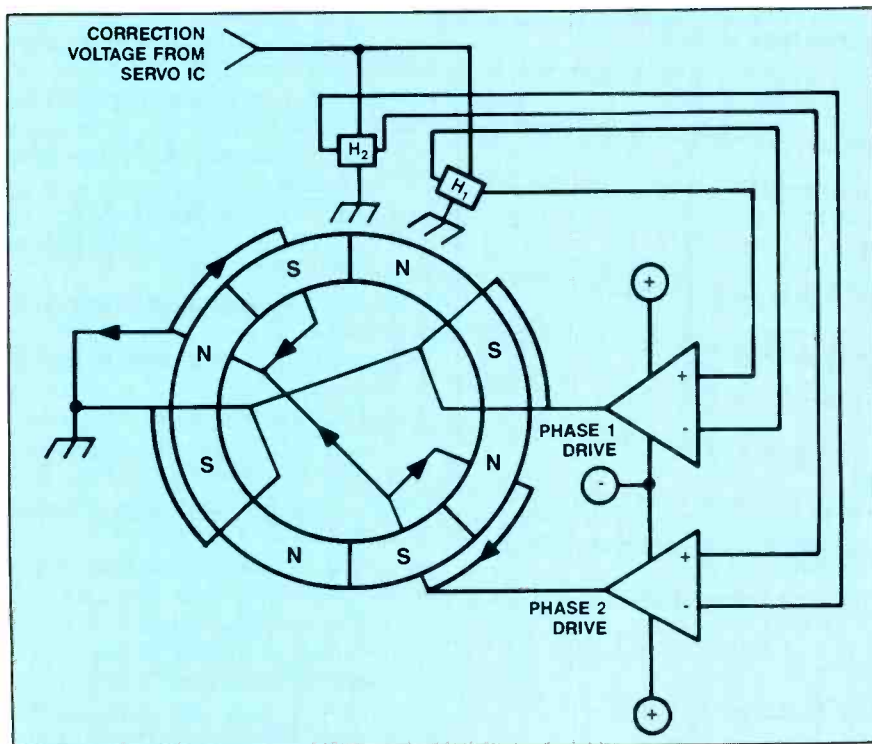 CORRECTION
VOLTAGE FROM
SERVO IC
H2
H1
S
N
N
S
S
N
N
S
+
+
-
PHASE 1
DRIVE
-
+
-
PHASE 2
DRIVE
+